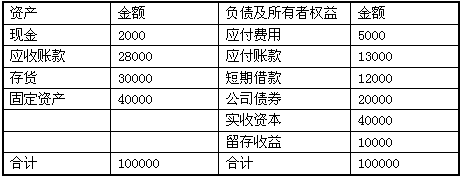 资产 金额 负债及所有者权益 金额
现金 2000 应付费用 5000
应收账款 28000 应付账款 13000
存货 30000 短期借款 12000
固定资产 40000 公司债券 20000
实收资本 40000
留存收益 10000
合计 100000 合计 100000